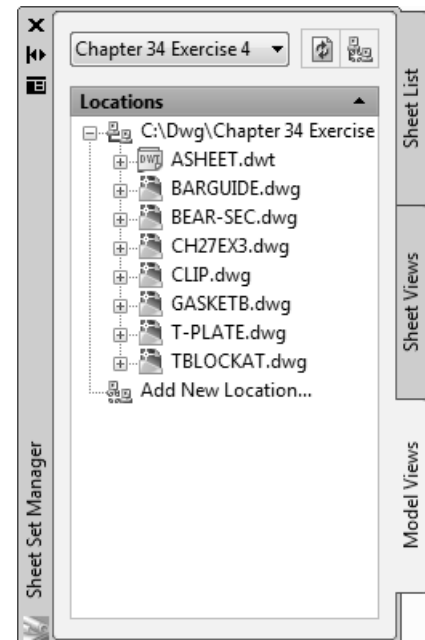 Chapter 34 Exercise 4
Locations
C:\Dwg\Chapter 34 Exercise
ASHEET.dwt
BARGUIDE.dwg
BEAR-SEC.dwg
CH27EX3.dwg
CLIP.dwg
GASKETB.dwg
T-PLATE.dwg
TBLOCKAT.dwg
Add New Location...
Sheet List
Sheet Views
Model Views
Sheet Set Manager